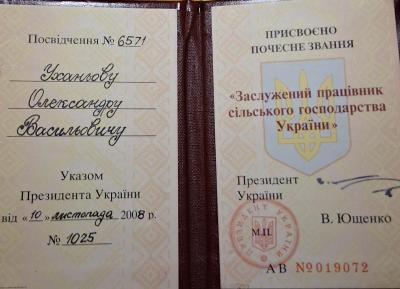 Посвідчення № 6571
Уханьову
Олександру
Васильовичу
Указом
Президента України
від «10» листопада 2008 р.
№ 1025
ПРИСВОЄНО
ПОЧЕСНЕ ЗВАННЯ
«Заслужений працівник
сільського господарства
України»
Президент
України
В. Ющенко
М.П.
АВ №019072